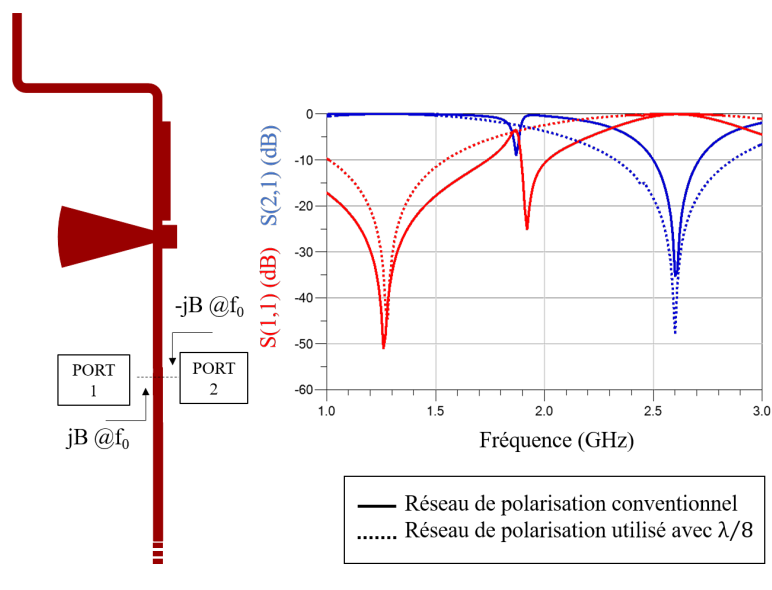 -jB @f₀
PORT
1
PORT
2
jB @f₀
S(2,1) (dB)
S(1,1) (dB)
0
-10
-20
-30
-40
-50
-60
1.0
1.5
2.0
2.5
3.0
Fréquence (GHz)
Réseau de polarisation conventionnel
Réseau de polarisation utilisé avec λ/8